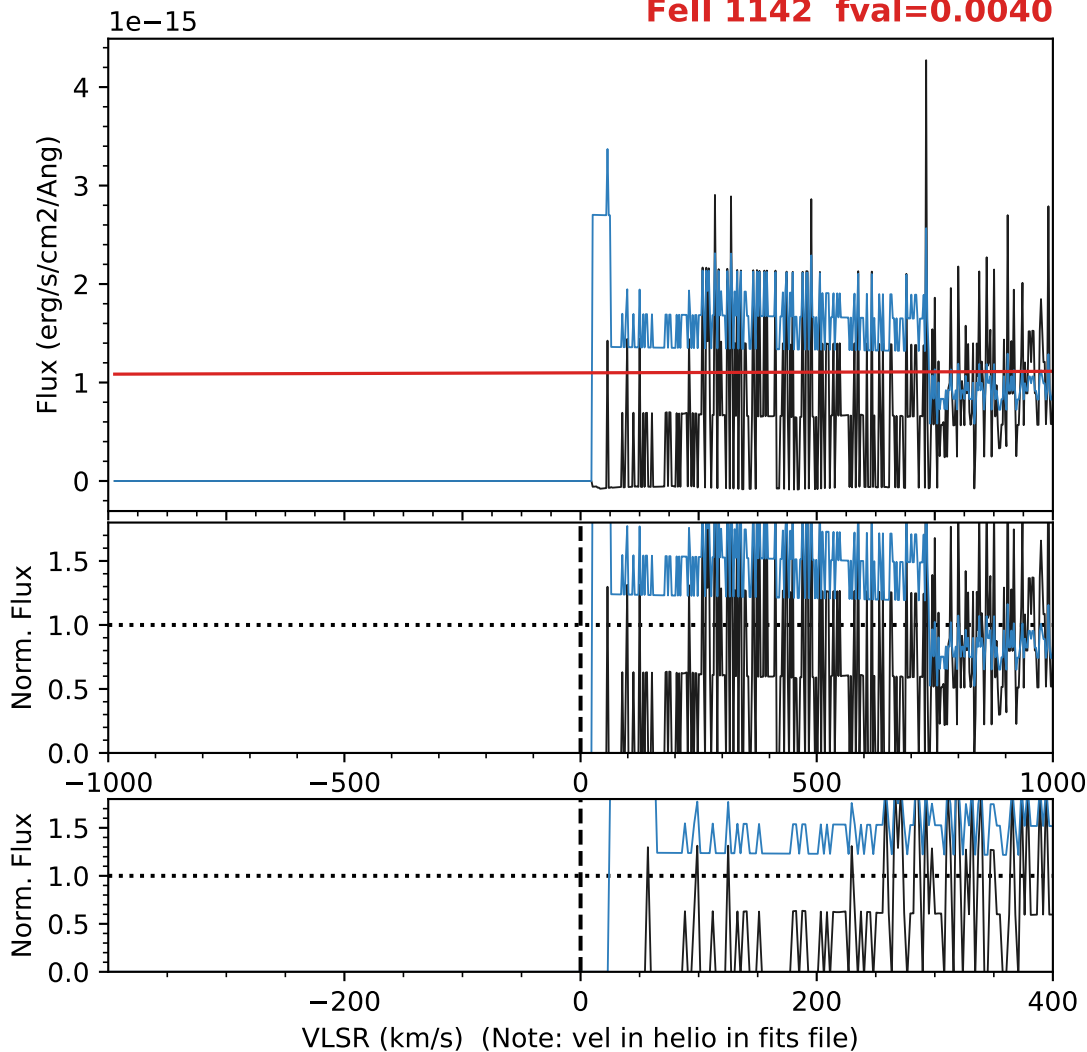 FeII 1142 fval=0.0040
1e−15
4
3
2
1
0
Flux (erg/s/cm2/Ang)
1.5
1.0
0.5
0.0
Norm. Flux
−1000 −500 0 500 1000
1.5
1.0
0.5
0.0
Norm. Flux
−200 0 200 400
VLSR (km/s) (Note: vel in helio in fits file)